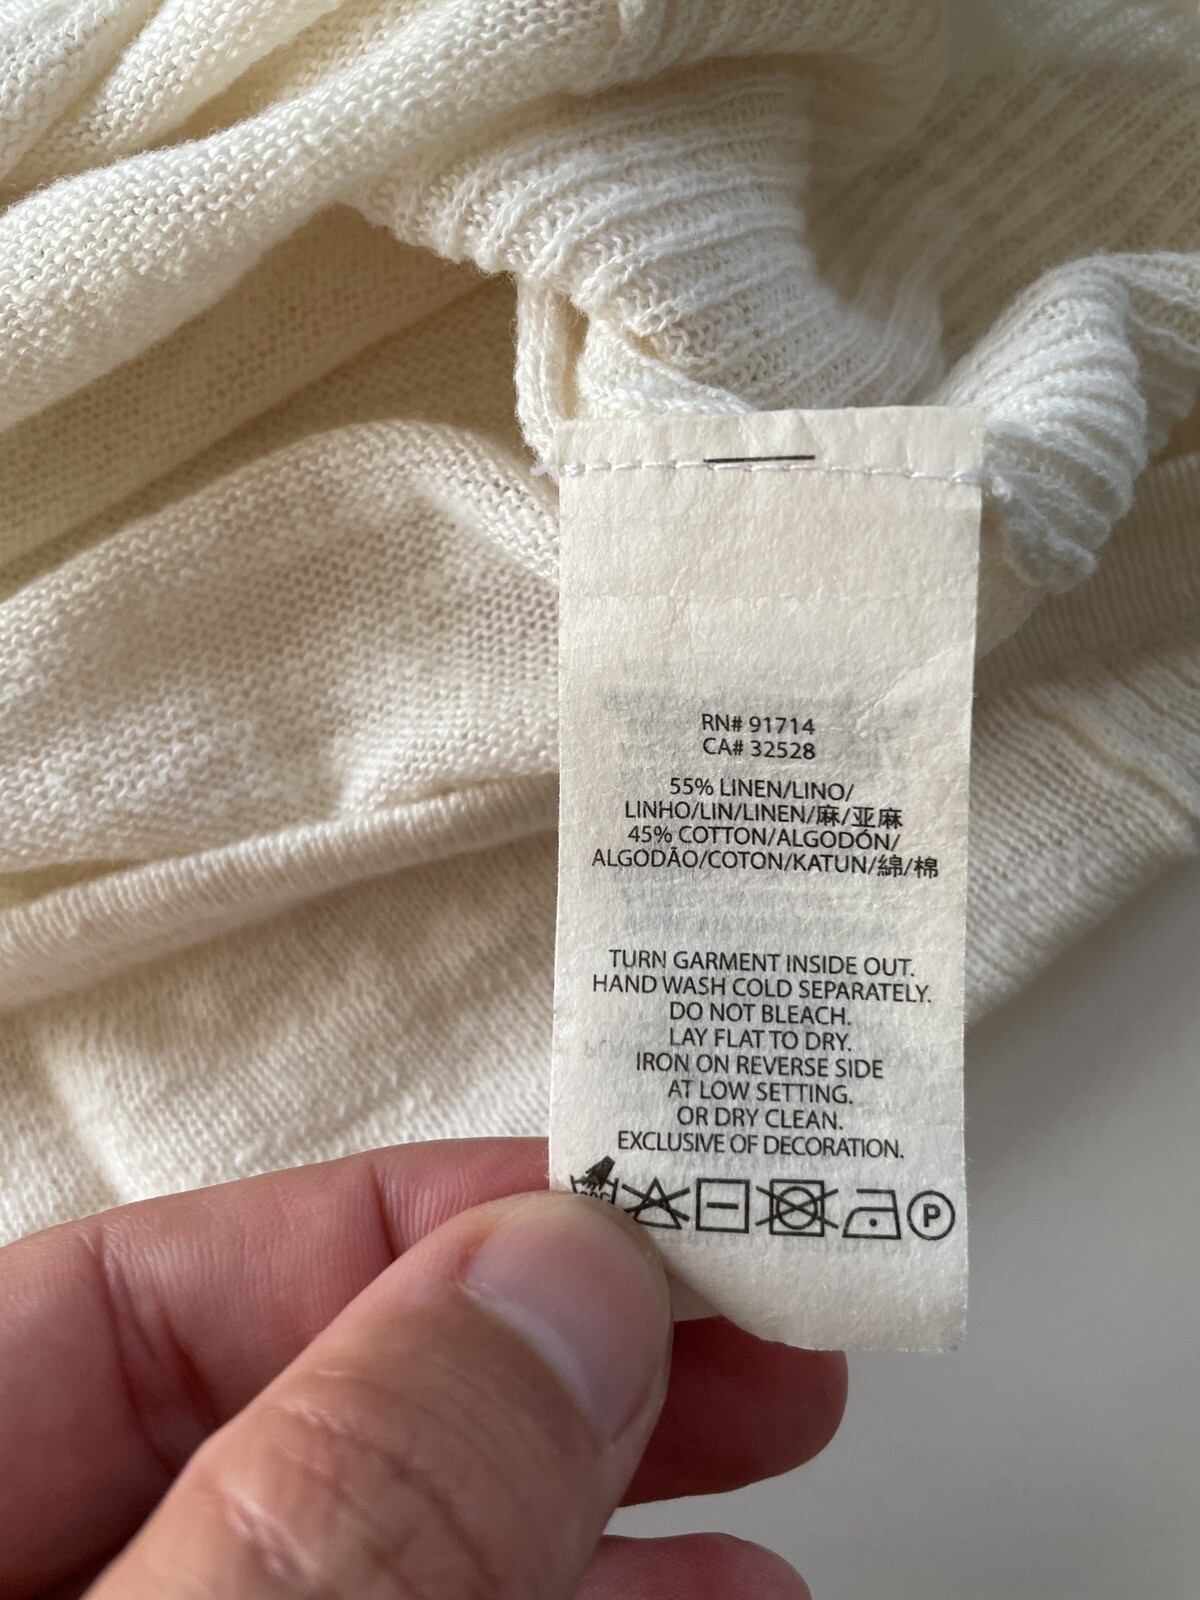 RN# 91714
CA# 32528
55% LINEN/LINO/
LINHO/LIN/LINEN/麻/亚麻
45% COTTON/ALGODÓN/
ALGODÃO/COTON/KATUN/綿/棉
TURN GARMENT INSIDE OUT.
HAND WASH COLD SEPARATELY.
DO NOT BLEACH.
LAY FLAT TO DRY.
IRON ON REVERSE SIDE
AT LOW SETTING.
OR DRY CLEAN.
EXCLUSIVE OF DECORATION.
P